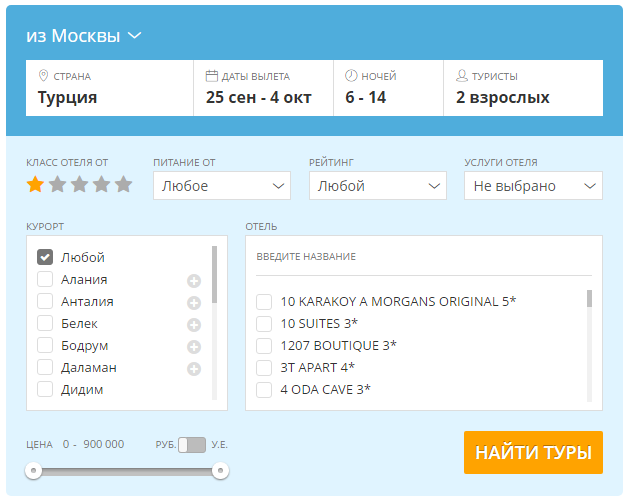 из Москвы
СТРАНА ДАТЫ ВЫЛЕТА НОЧЕЙ ТУРИСТЫ
Турция 25 сен - 4 окт 6 - 14 2 взрослых
КЛАСС ОТЕЛЯ ОТ ПИТАНИЕ ОТ РЕЙТИНГ УСЛУГИ ОТЕЛЯ
Любое Любой Не выбрано
КУРОРТ ОТЕЛЬ
Любой
Алания
Анталия
Белек
Бодрум
Даламан
Дидим
ВВЕДИТЕ НАЗВАНИЕ
10 KARAKOY A MORGANS ORIGINAL 5*
10 SUITES 3*
1207 BOUTIQUE 3*
3T APART 4*
4 ODA CAVE 3*
ЦЕНА 0 - 900 000 РУБ. У.Е.
НАЙТИ ТУРЫ